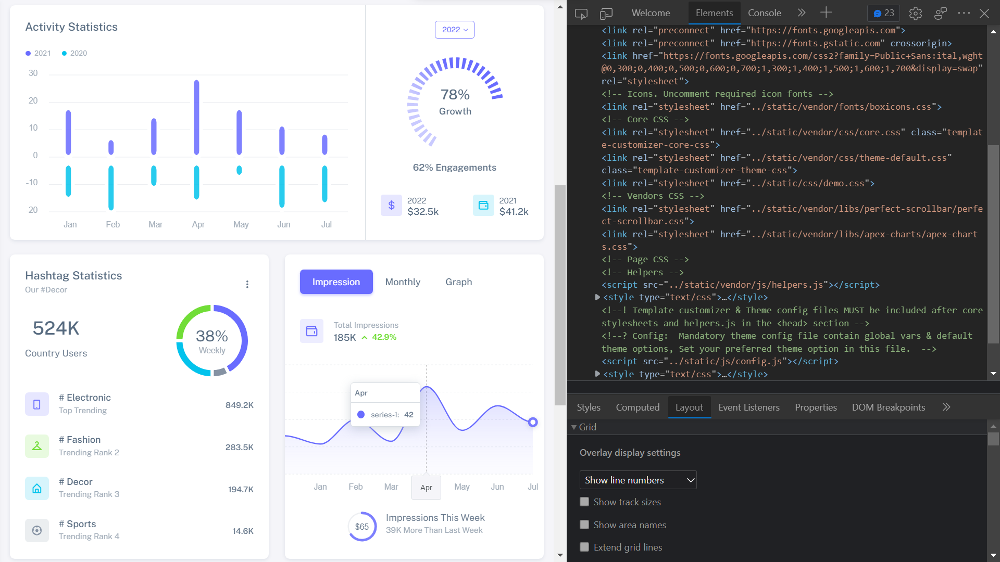 Activity Statistics
2021 2020
30
20
10
0
-10
-20
Jan Feb Mar Apr May Jun Jul
2022
78%
Growth
62% Engagements
$
2022
$32.5k
2021
$41.2k
Hashtag Statistics
Our #Decor
524K
Country Users
38%
Weekly
# Electronic
Top Trending
849.2K
# Fashion
Trending Rank 2
283.5K
# Decor
Trending Rank 3
194.7K
# Sports
Trending Rank 4
14.6K
Impression Monthly Graph
Total Impressions
185K 42.9%
Apr
series-1: 42
Jan Feb Mar Apr May Jun Jul
Apr
$65
Impressions This Week
39K More Than Last Week
Welcome Elements Console 23
<link rel="preconnect" href="https://fonts.googleapis.com">
<link rel="preconnect" href="https://fonts.gstatic.com" crossorigin>
<link href="https://fonts.googleapis.com/css2?family=Public+Sans:ital,wght
@0,300;0,400;0,500;0,600;0,700;1,300;1,400;1,500;1,600;1,700&display=swap"
rel="stylesheet">
<!-- Icons. Uncomment required icon fonts -->
<link rel="stylesheet" href="../static/vendor/fonts/boxicons.css">
<!-- Core CSS -->
<link rel="stylesheet" href="../static/vendor/css/core.css" class="templat
e-customizer-core-css">
<link rel="stylesheet" href="../static/vendor/css/theme-default.css"
class="template-customizer-theme-css">
<link rel="stylesheet" href="../static/css/demo.css">
<!-- Vendors CSS -->
<link rel="stylesheet" href="../static/vendor/libs/perfect-scrollbar/perfe
ct-scrollbar.css">
<link rel="stylesheet" href="../static/vendor/libs/apex-charts/apex-chart
s.css">
<!-- Page CSS -->
<!-- Helpers -->
<script src="../static/vendor/js/helpers.js"></script>
<style type="text/css">…</style>
<!--! Template customizer & Theme config files MUST be included after core
stylesheets and helpers.js in the <head> section -->
<!--? Config:  Mandatory theme config file contain global vars & default
theme options, Set your preferred theme option in this file.  -->
<script src="../static/js/config.js"></script>
<style type="text/css">…</style>
Styles Computed Layout Event Listeners Properties DOM Breakpoints
Grid
Overlay display settings
Show line numbers
Show track sizes
Show area names
Extend grid lines